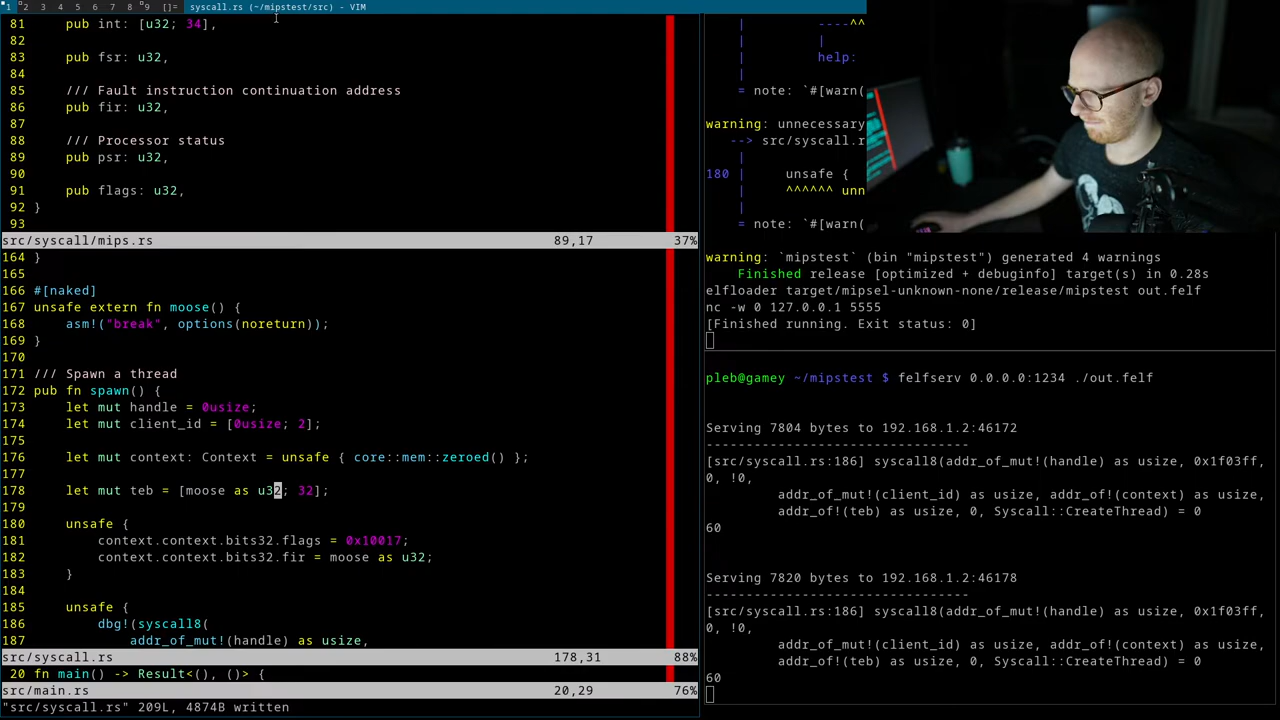 1 2 3 4 5 6 7 8 9 []= syscall.rs (~/mipstest/src) - VIM
81 pub int: [u32; 34],
82
83 pub fsr: u32,
84
85 /// Fault instruction continuation address
86 pub fir: u32,
87
88 /// Processor status
89 pub psr: u32,
90
91 pub flags: u32,
92 }
93
src/syscall/mips.rs 89,17 37%
164 }
165
166 #[naked]
167 unsafe extern fn moose() {
168 asm!("break", options(noreturn));
169 }
170
171 /// Spawn a thread
172 pub fn spawn() {
173 let mut handle = 0usize;
174 let mut client_id = [0usize; 2];
175
176 let mut context: Context = unsafe { core::mem::zeroed() };
177
178 let mut teb = [moose as u32; 32];
179
180 unsafe {
181 context.context.bits32.flags = 0x10017;
182 context.context.bits32.fir = moose as u32;
183 }
184
185 unsafe {
186 dbg!(syscall8(
187 addr_of_mut!(handle) as usize,
src/syscall.rs 178,31 88%
20 fn main() -> Result<(), ()> {
src/main.rs 20,29 76%
"src/syscall.rs" 209L, 4874B written
| ----^^
| |
| help:
|
= note: `#[warn(
warning: unnecessary
--> src/syscall.r
|
180 | unsafe {
| ^^^^^^ unn
|
= note: `#[warn(
warning: `mipstest` (bin "mipstest") generated 4 warnings
Finished release [optimized + debuginfo] target(s) in 0.28s
elfloader target/mipsel-unknown-none/release/mipstest out.felf
nc -w 0 127.0.0.1 5555
[Finished running. Exit status: 0]
pleb@gamey ~/mipstest $ felfserv 0.0.0.0:1234 ./out.felf
Serving 7804 bytes to 192.168.1.2:46172
--------------------------------
[src/syscall.rs:186] syscall8(addr_of_mut!(handle) as usize, 0x1f03ff,
0, !0,
addr_of_mut!(client_id) as usize, addr_of!(context) as usize,
addr_of!(teb) as usize, 0, Syscall::CreateThread) = 0
60
Serving 7820 bytes to 192.168.1.2:46178
--------------------------------
[src/syscall.rs:186] syscall8(addr_of_mut!(handle) as usize, 0x1f03ff,
0, !0,
addr_of_mut!(client_id) as usize, addr_of!(context) as usize,
addr_of!(teb) as usize, 0, Syscall::CreateThread) = 0
60